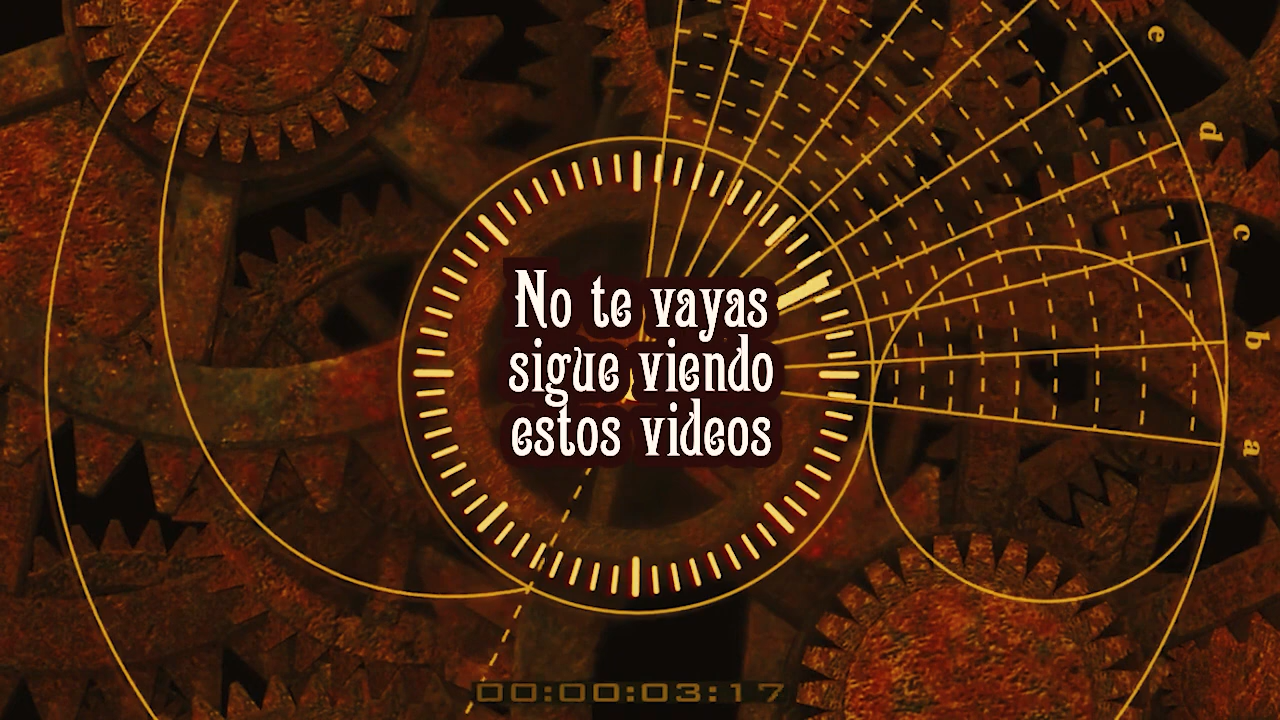 e
d
c
No te vayas
sigue viendo
estos videos
b
a
00:00:03:17